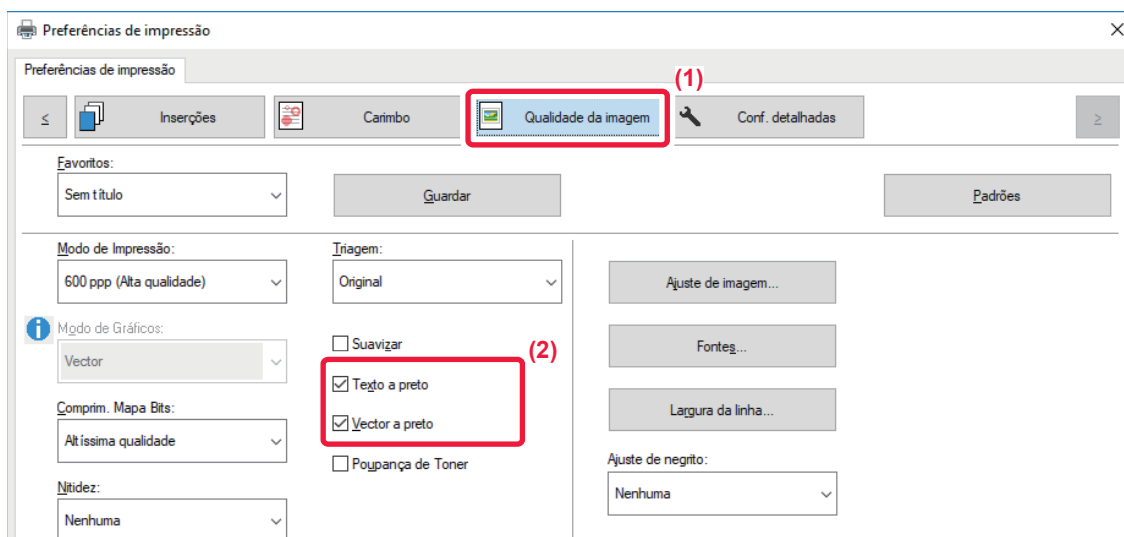 Preferências de impressão
Preferências de impressão
(1)
< Inserções Carimbo Qualidade da imagem Conf. detalhadas >
Favoritos:
Sem título Guardar Padrões
Modo de Impressão: Triagem:
600 ppp (Alta qualidade) Original Ajuste de imagem...
Modo de Gráficos:
Vector
Suavizar (2)
Fontes...
Texto a preto
Comprim. Mapa Bits: Vector a preto Largura da linha...
Altíssima qualidade
Poupança de Toner Ajuste de negrito:
Nitidez:
Nenhuma Nenhuma